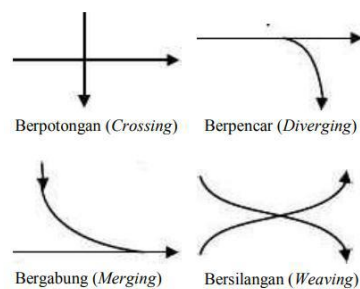 Berpotongan (Crossing)
Berpencar (Diverging)
Bergabung (Merging)
Bersilangan (Weaving)